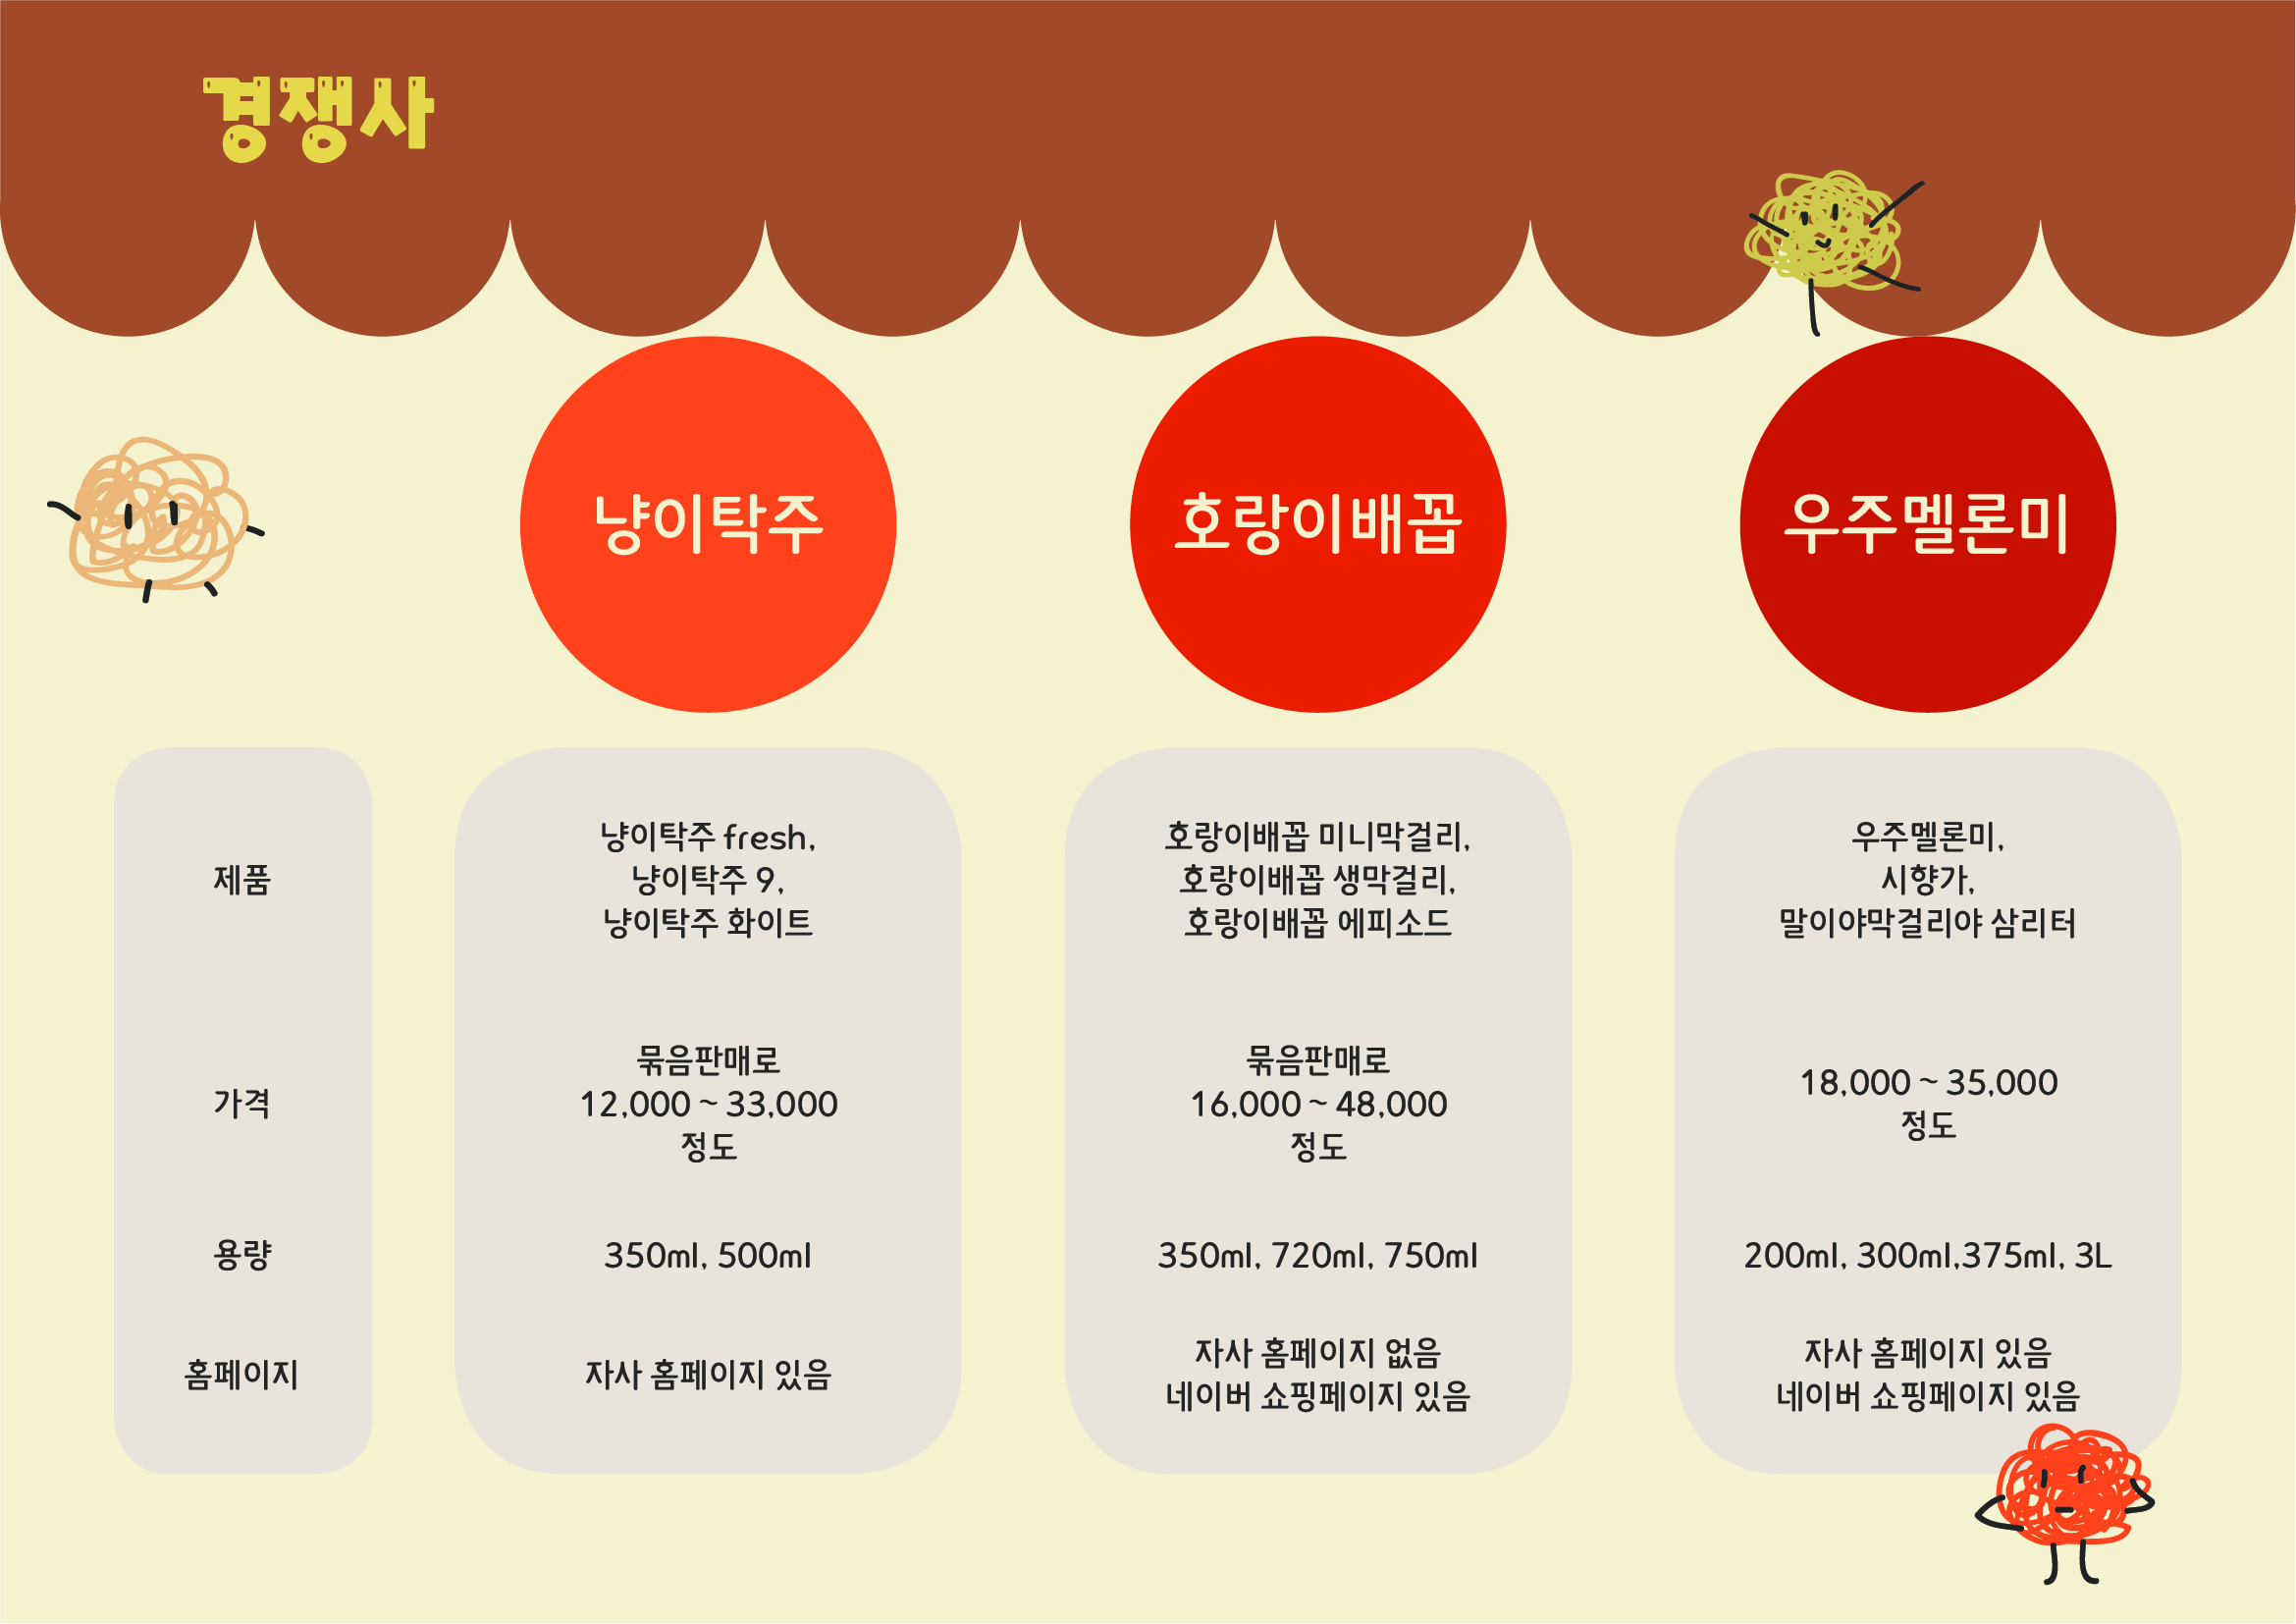 경쟁사
냥이탁주
호랑이배꼽
우주멜론미
제품
냥이탁주 fresh,
냥이탁주 9,
냥이탁주 화이트
호랑이배꼽 미니막걸리,
호랑이배꼽 생막걸리,
호랑이배꼽 에피소드
우주멜론미,
시향가,
말이야막걸리야 삼리터
가격
묶음판매로
12,000 ~ 33,000
정도
묶음판매로
16,000 ~ 48,000
정도
18,000 ~ 35,000
정도
용량
350ml, 500ml
350ml, 720ml, 750ml
200ml, 300ml,375ml, 3L
홈페이지
자사 홈페이지 있음
자사 홈페이지 없음
네이버 쇼핑페이지 있음
자사 홈페이지 있음
네이버 쇼핑페이지 있음